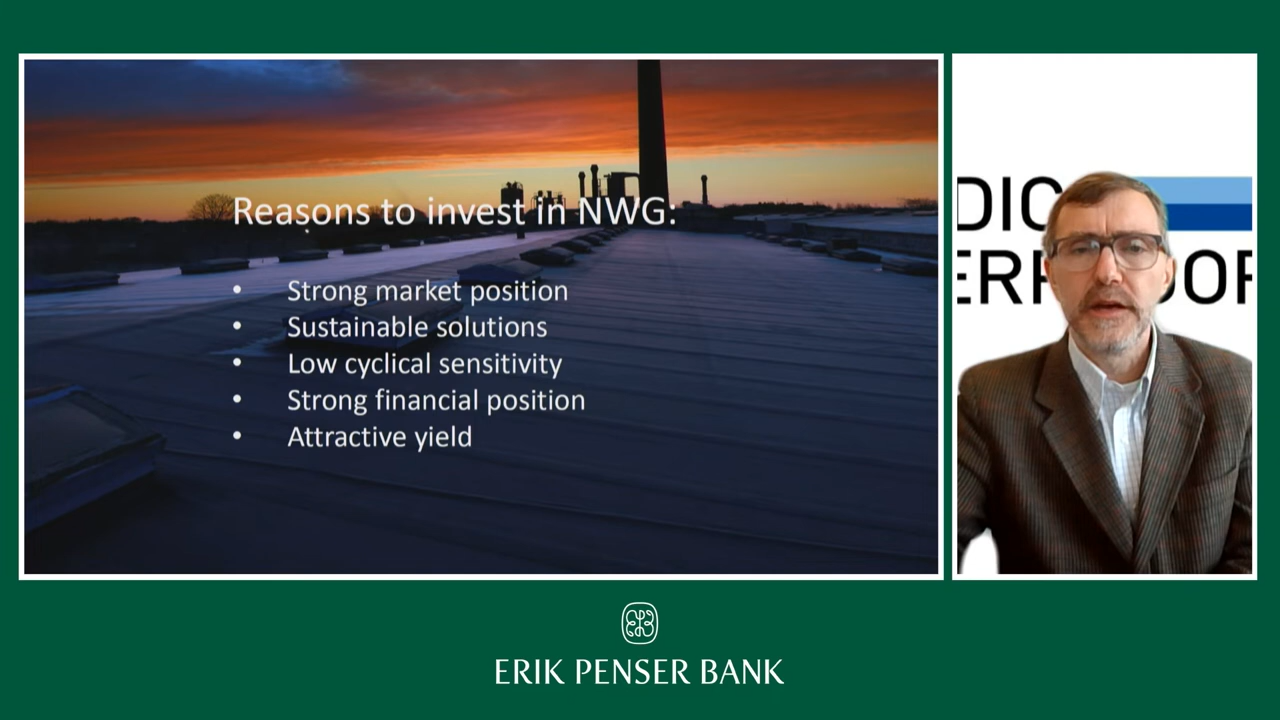 Reasons to invest in NWG:
• Strong market position
• Sustainable solutions
• Low cyclical sensitivity
• Strong financial position
• Attractive yield
ERIK PENSER BANK